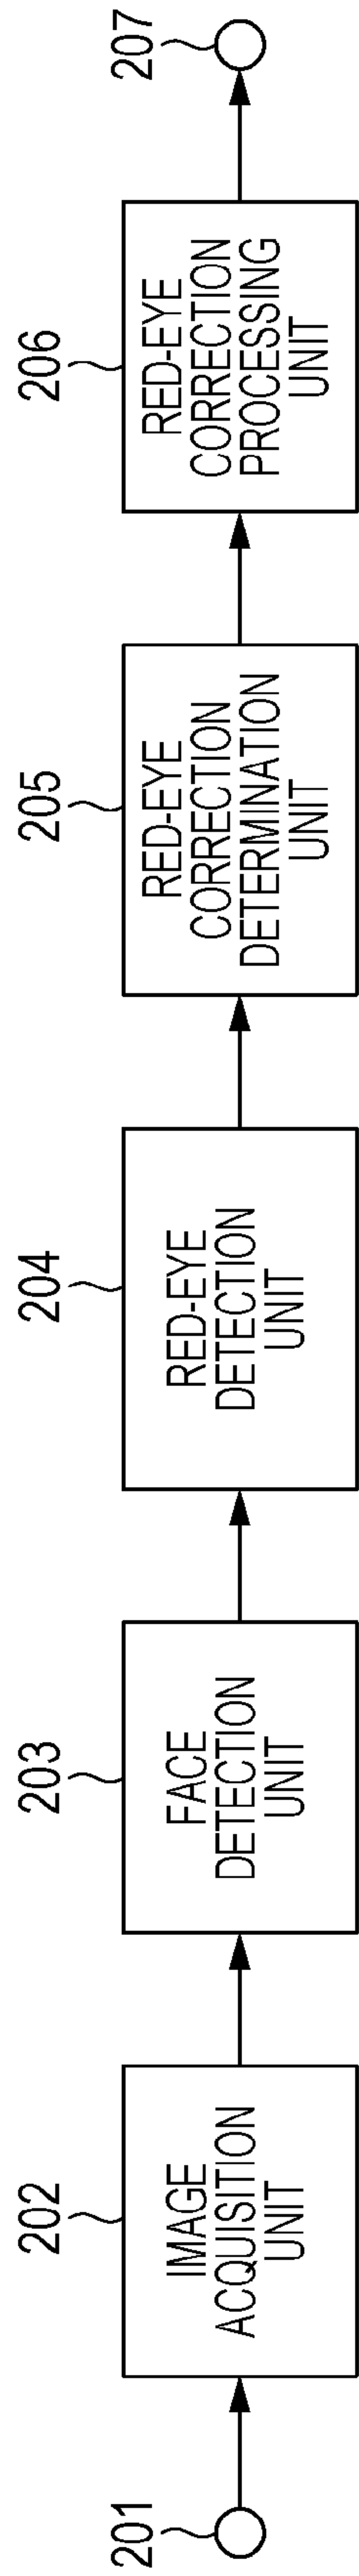 201
202
IMAGE
ACQUISITION
UNIT
203
FACE
DETECTION
UNIT
204
RED-EYE
DETECTION
UNIT
205
RED-EYE
CORRECTION
DETERMINATION
UNIT
206
RED-EYE
CORRECTION
PROCESSING
UNIT
207